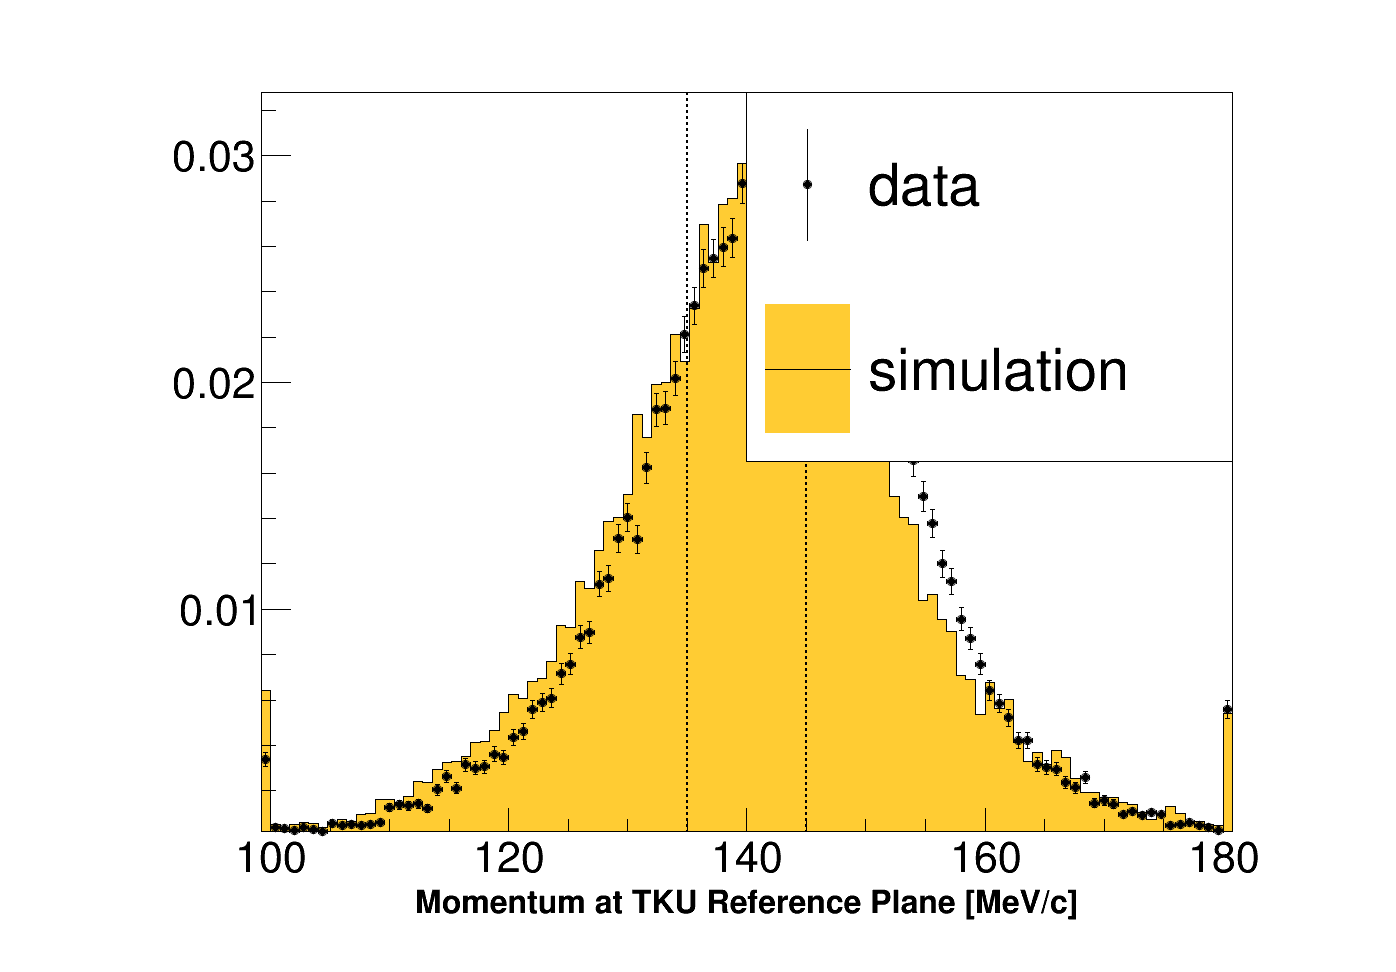 0.03
0.02
0.01
data
simulation
100 120 140 160 180
Momentum at TKU Reference Plane [MeV/c]